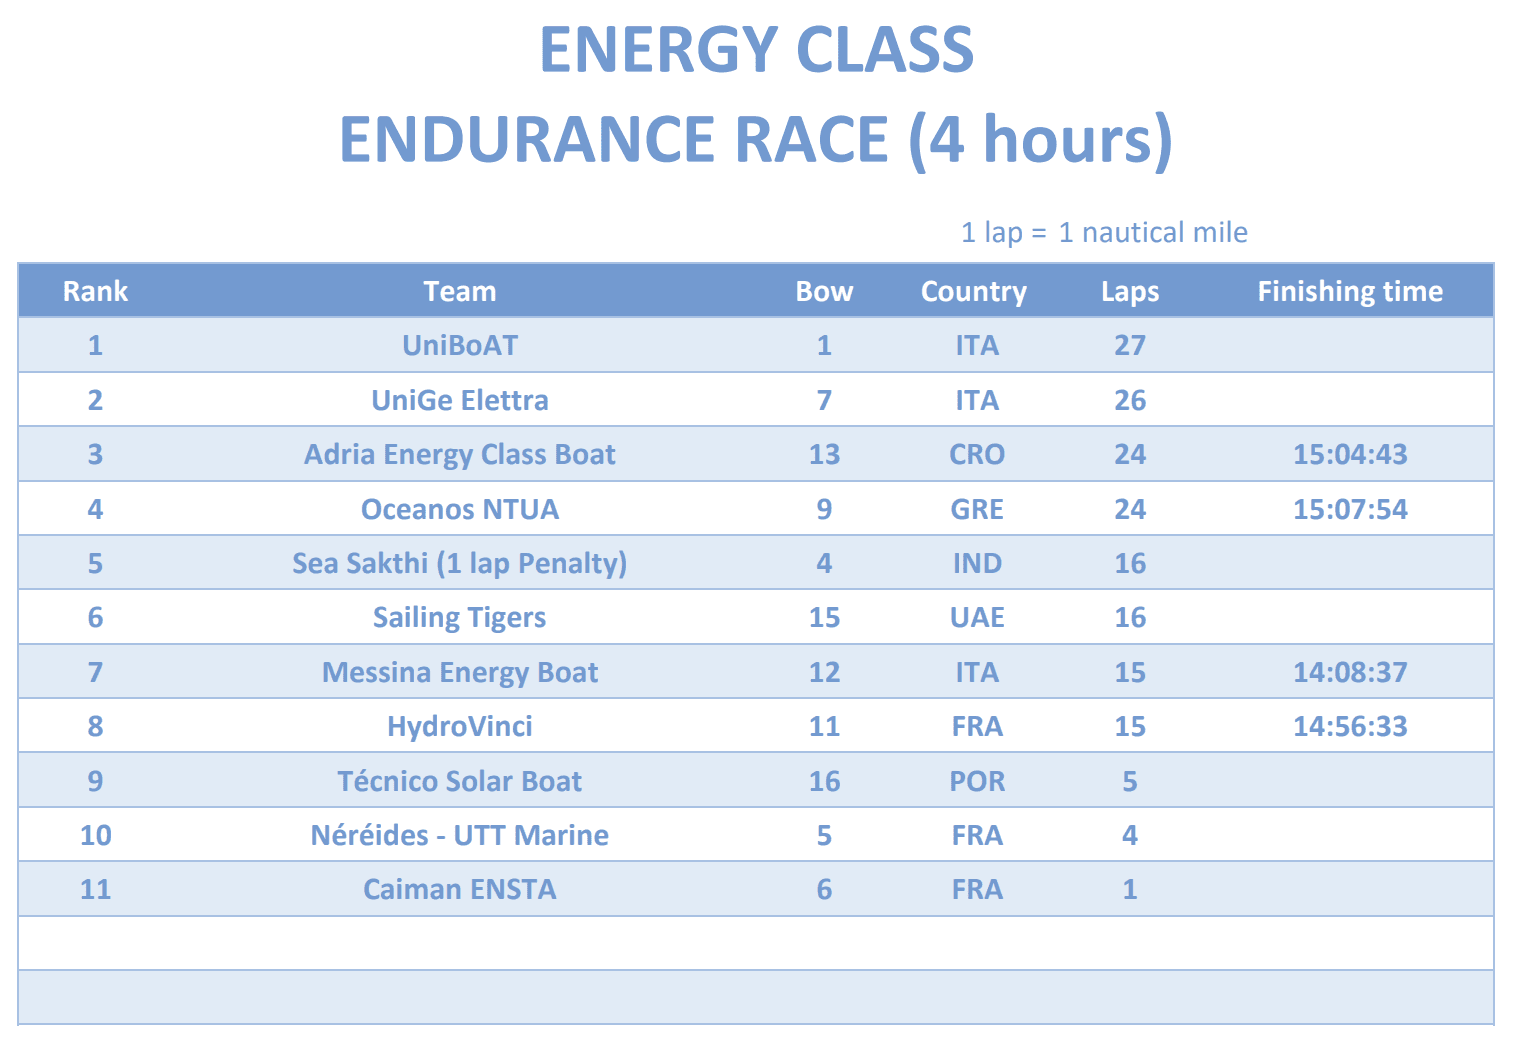 ENERGY CLASS
ENDURANCE RACE (4 hours)
1 lap = 1 nautical mile
Rank Team Bow Country Laps Finishing time
1 UniBoAT 1 ITA 27
2 UniGe Elettra 7 ITA 26
3 Adria Energy Class Boat 13 CRO 24 15:04:43
4 Oceanos NTUA 9 GRE 24 15:07:54
5 Sea Sakthi (1 lap Penalty) 4 IND 16
6 Sailing Tigers 15 UAE 16
7 Messina Energy Boat 12 ITA 15 14:08:37
8 HydroVinci 11 FRA 15 14:56:33
9 Técnico Solar Boat 16 POR 5
10 Néréides - UTT Marine 5 FRA 4
11 Caiman ENSTA 6 FRA 1